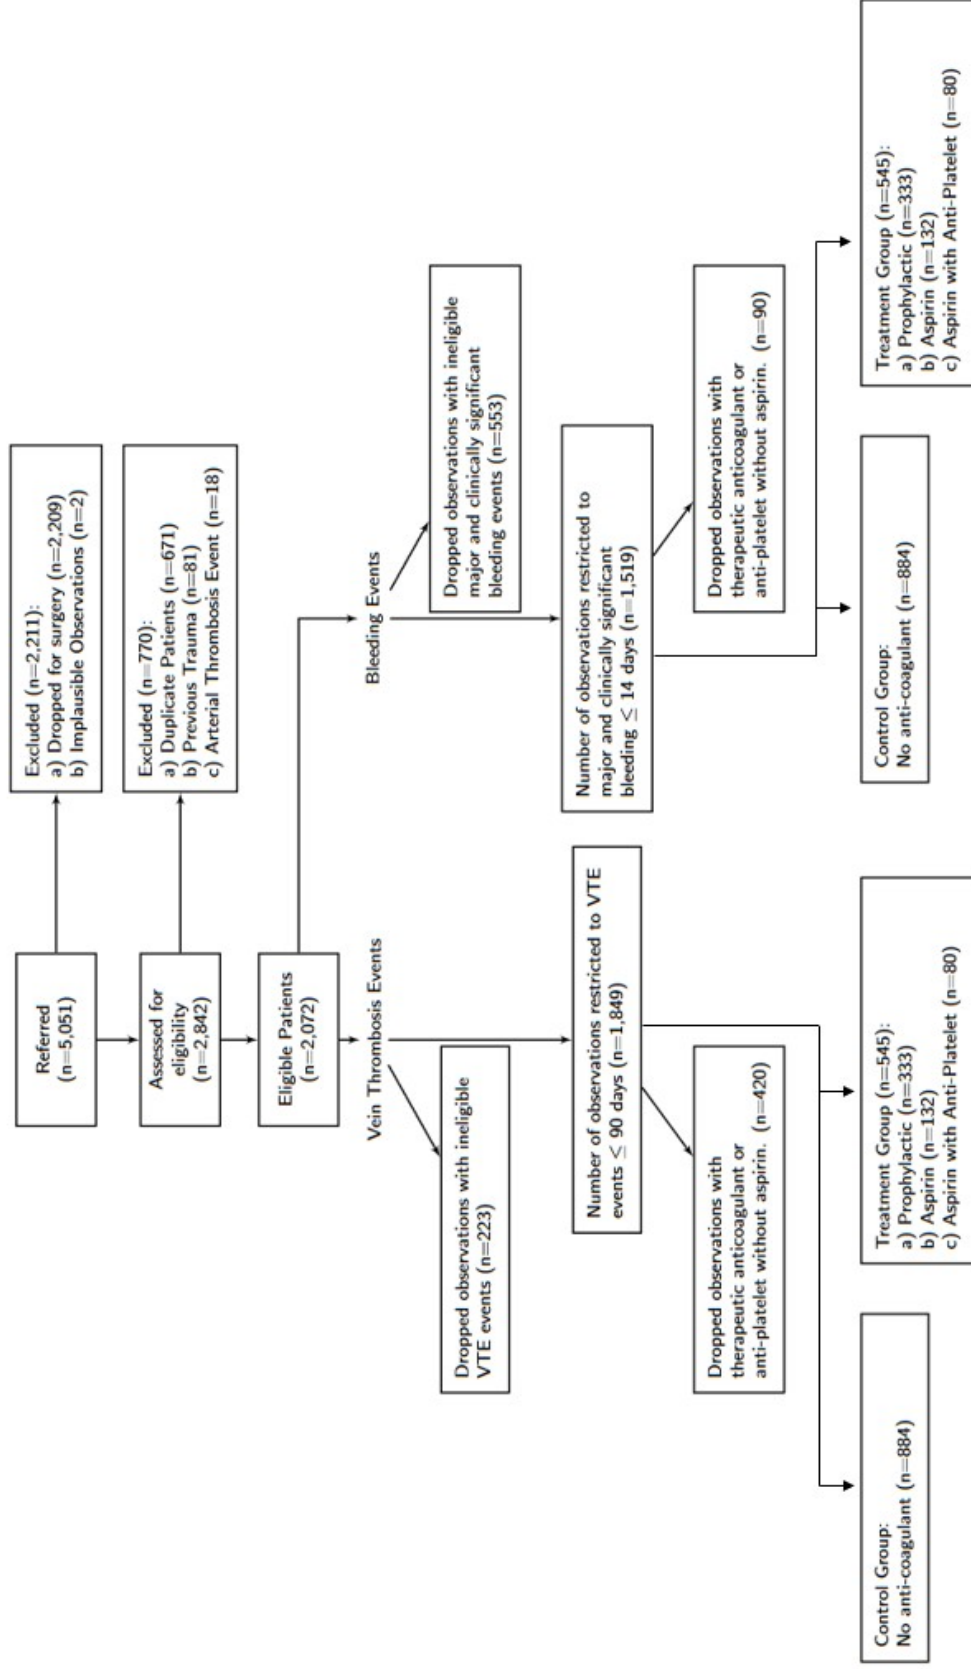 Referred
(n=5,051)
Excluded (n=2,211):
a) Dropped for surgery (n=2,209)
b) Implausible Observations (n=2)
Assessed for
eligibility
(n=2,842)
Excluded (n=770):
a) Duplicate Patients (n=671)
b) Previous Trauma (n=81)
c) Arterial Thrombosis Event (n=18)
Eligible Patients
(n=2,072)
Vein Thrombosis Events
Bleeding Events
Dropped observations with ineligible
VTE events (n=223)
Dropped observations with ineligible
major and clinically significant
bleeding events (n=553)
Number of observations restricted to VTE
events ≤ 90 days (n=1,849)
Number of observations restricted to
major and clinically significant
bleeding ≤ 14 days (n=1,519)
Dropped observations with
therapeutic anticoagulant or
anti-platelet without aspirin. (n=420)
Dropped observations with
therapeutic anticoagulant or
anti-platelet without aspirin. (n=90)
Control Group:
No anti-coagulant (n=884)
Treatment Group (n=545):
a) Prophylactic (n=333)
b) Aspirin (n=132)
c) Aspirin with Anti-Platelet (n=80)
Control Group:
No anti-coagulant (n=884)
Treatment Group (n=545):
a) Prophylactic (n=333)
b) Aspirin (n=132)
c) Aspirin with Anti-Platelet (n=80)